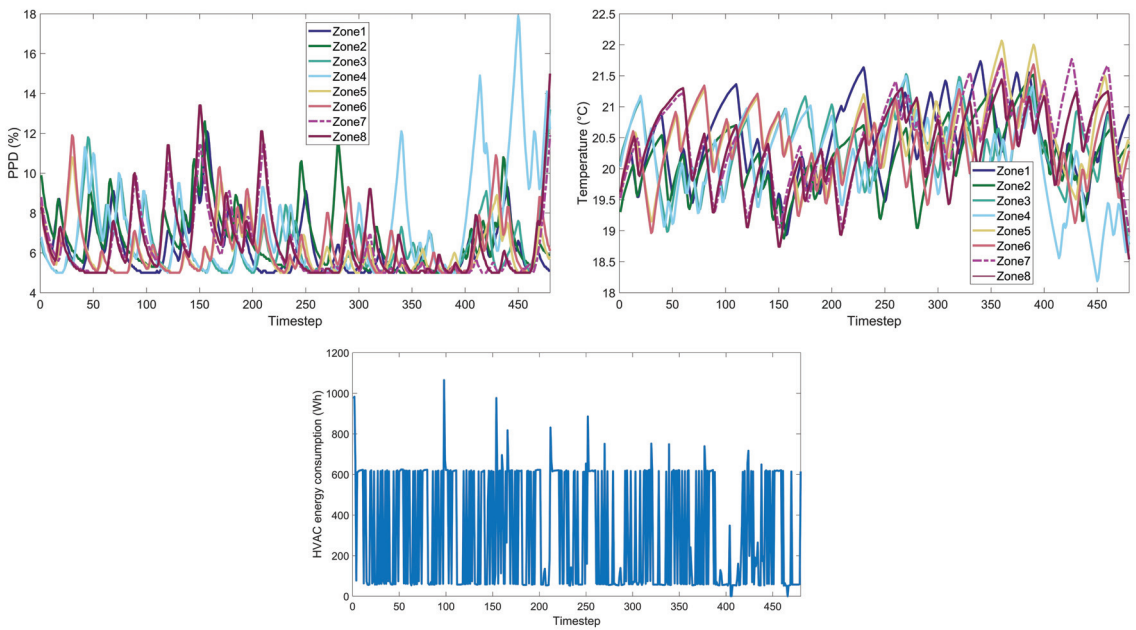 18
16
14
12
10
8
6
4
PPD (%)
Zone1
Zone2
Zone3
Zone4
Zone5
Zone6
Zone7
Zone8
0 50 100 150 200 250 300 350 400 450
Timestep
22.5
22
21.5
21
20.5
20
19.5
19
18.5
18
Temperature (°C)
Zone1
Zone2
Zone3
Zone4
Zone5
Zone6
Zone7
Zone8
0 50 100 150 200 250 300 350 400 450
Timestep
1200
1000
800
600
400
200
0
HVAC energy consumption (Wh)
0 50 100 150 200 250 300 350 400 450
Timestep